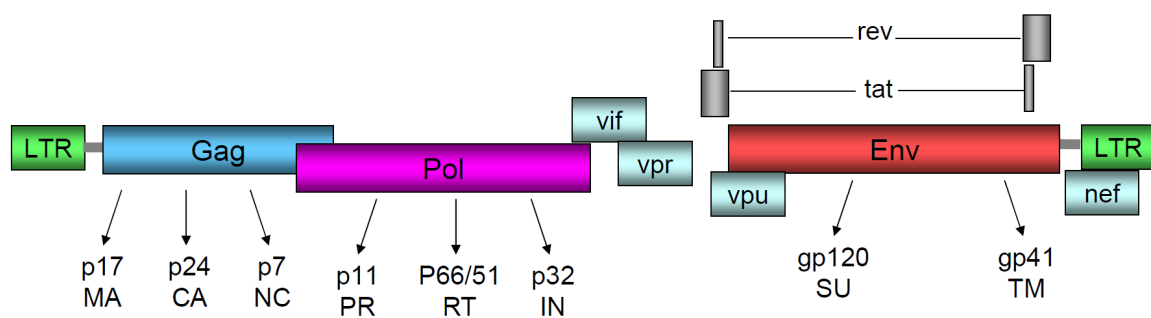 rev
tat
LTR
Gag
Pol
vif
vpr
vpu
Env
LTR
nef
p17
MA
p24
CA
p7
NC
p11
PR
P66/51
RT
p32
IN
gp120
SU
gp41
TM